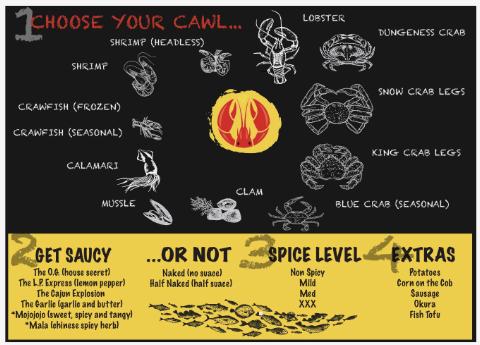 1 CHOOSE YOUR CAWL...
LOBSTER
SHRIMP (HEADLESS)
DUNGENESS CRAB
SHRIMP
SNOW CRAB LEGS
CRAWFISH (FROZEN)
CRAWFISH (SEASONAL)
KING CRAB LEGS
CALAMARI
CLAM
MUSSLE
BLUE CRAB (SEASONAL)
2 GET SAUCY
The O.G. (house secret)
The L.P. Express (lemon pepper)
The Cajun Explosion
The Garlic (garlic and butter)
*Mojojojo (sweet, spicy and tangy)
*Mala (chinese spicy herb)
...OR NOT
Naked (no suace)
Half Naked (half suace)
3 SPICE LEVEL
Non Spicy
Mild
Med
XXX
4 EXTRAS
Potatoes
Corn on the Cob
Sausage
Okura
Fish Tofu